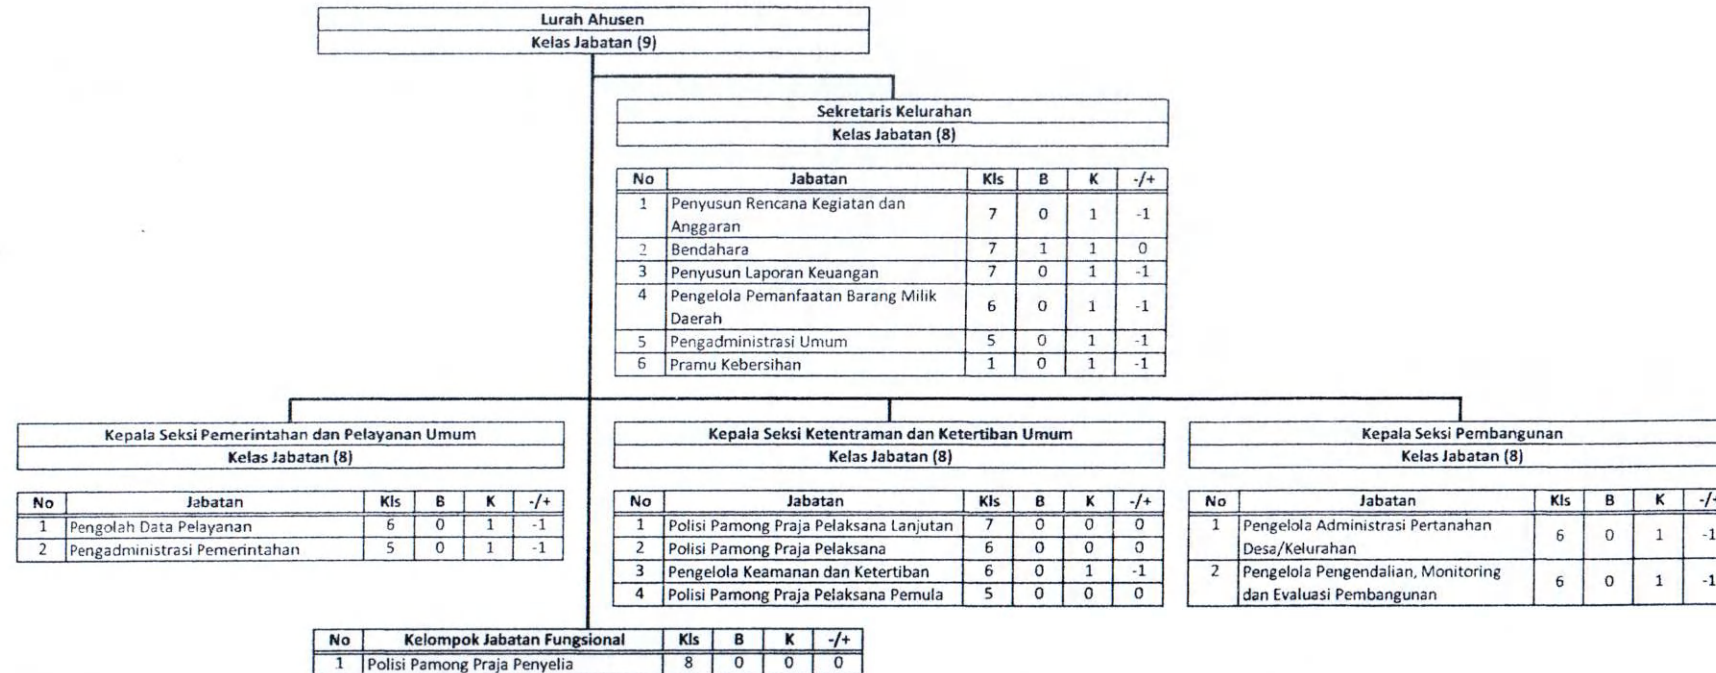 Lurah Ahusen
Kelas Jabatan (9)
Sekretaris Kelurahan
Kelas Jabatan (8)
No Jabatan Kls B K -/+
1 Penyusun Rencana Kegiatan dan
Anggaran 7 0 1 -1
2 Bendahara 7 1 1 0
3 Penyusun Laporan Keuangan 7 0 1 -1
4 Pengelola Pemanfaatan Barang Milik
Daerah 6 0 1 -1
5 Pengadministrasi Umum 5 0 1 -1
6 Pramu Kebersihan 1 0 1 -1
Kepala Seksi Pemerintahan dan Pelayanan Umum
Kelas Jabatan (8)
No Jabatan Kls B K -/+
1 Pengolah Data Pelayanan 6 0 1 -1
2 Pengadministrasi Pemerintahan 5 0 1 -1
Kepala Seksi Ketentraman dan Ketertiban Umum
Kelas Jabatan (8)
No Jabatan Kls B K -/+
1 Polisi Pamong Praja Pelaksana Lanjutan 7 0 0 0
2 Polisi Pamong Praja Pelaksana 6 0 0 0
3 Pengelola Keamanan dan Ketertiban 6 0 1 -1
4 Polisi Pamong Praja Pelaksana Pemula 5 0 0 0
Kepala Seksi Pembangunan
Kelas Jabatan (8)
No Jabatan Kls B K -/+
1 Pengelola Administrasi Pertanahan
Desa/Kelurahan 6 0 1 -1
2 Pengelola Pengendalian, Monitoring
dan Evaluasi Pembangunan 6 0 1 -1
No Kelompok Jabatan Fungsional Kls B K -/+
1 Polisi Pamong Praja Penyelia 8 0 0 0